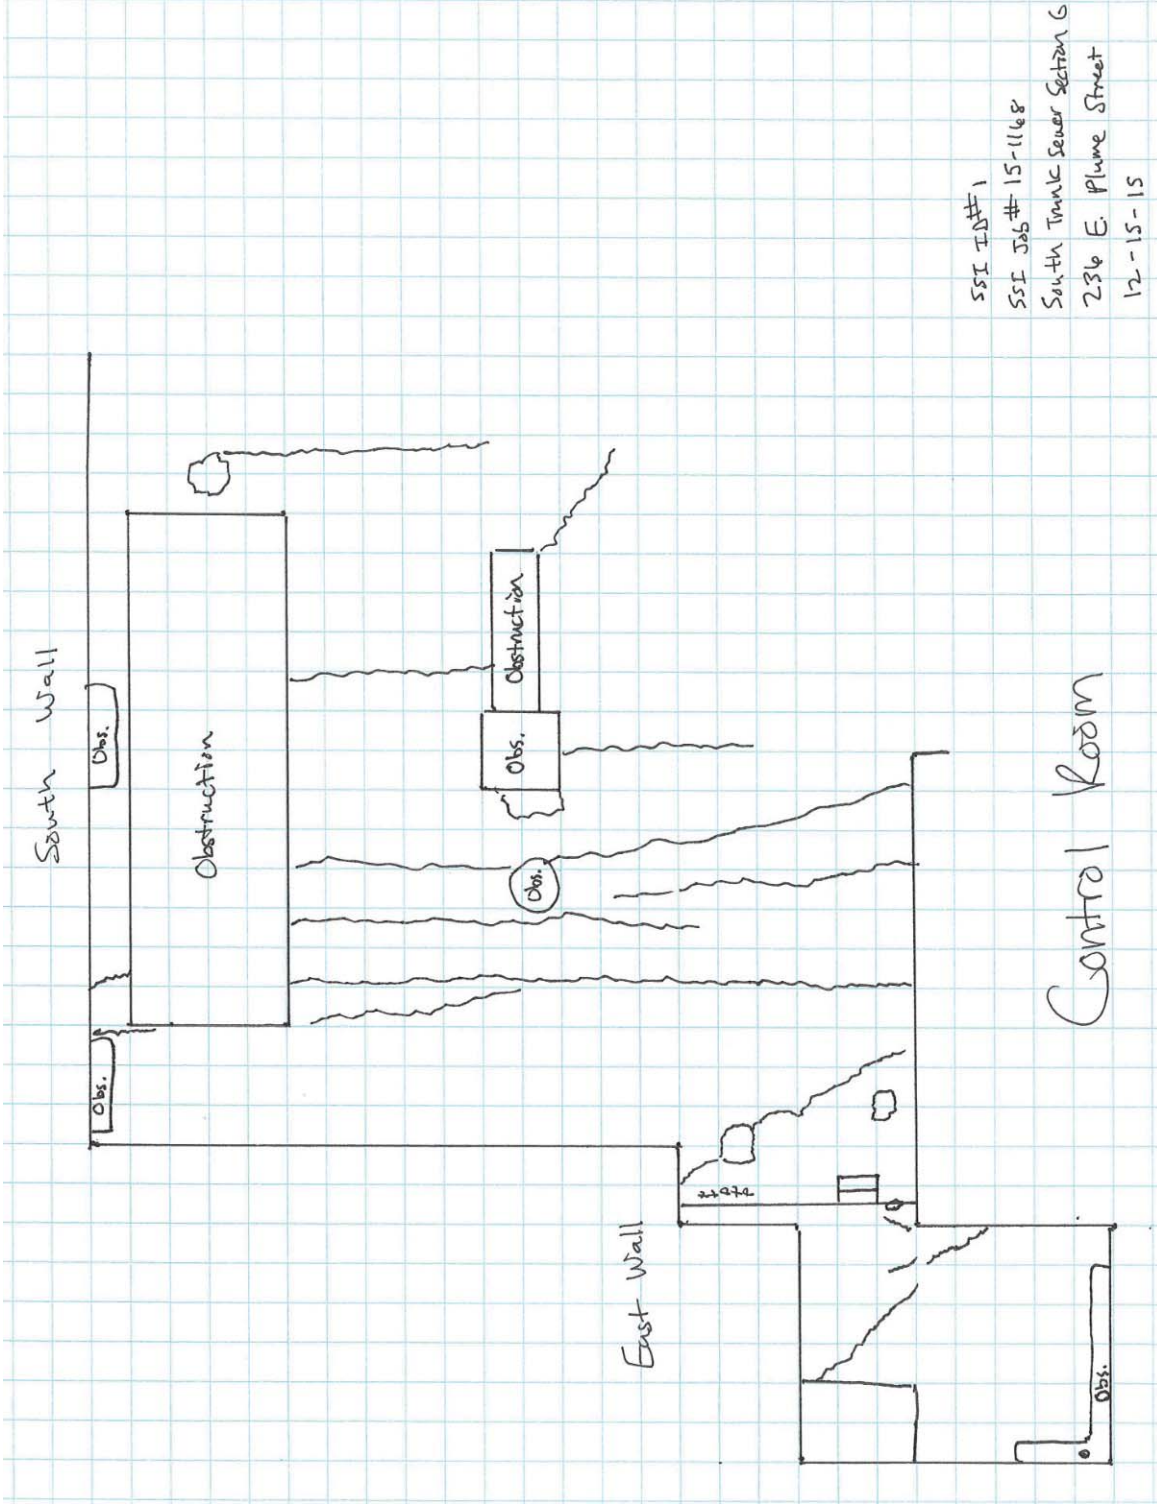 South Wall
Obs.
Obs.
Obstruction
Obstruction
Obs.
Obs.
East Wall
Obs.
Control Room
SSI ID#1
SSI Job# 15-1168
South Trunk Sewer Section G
236 E. Plume Street
12-15-15